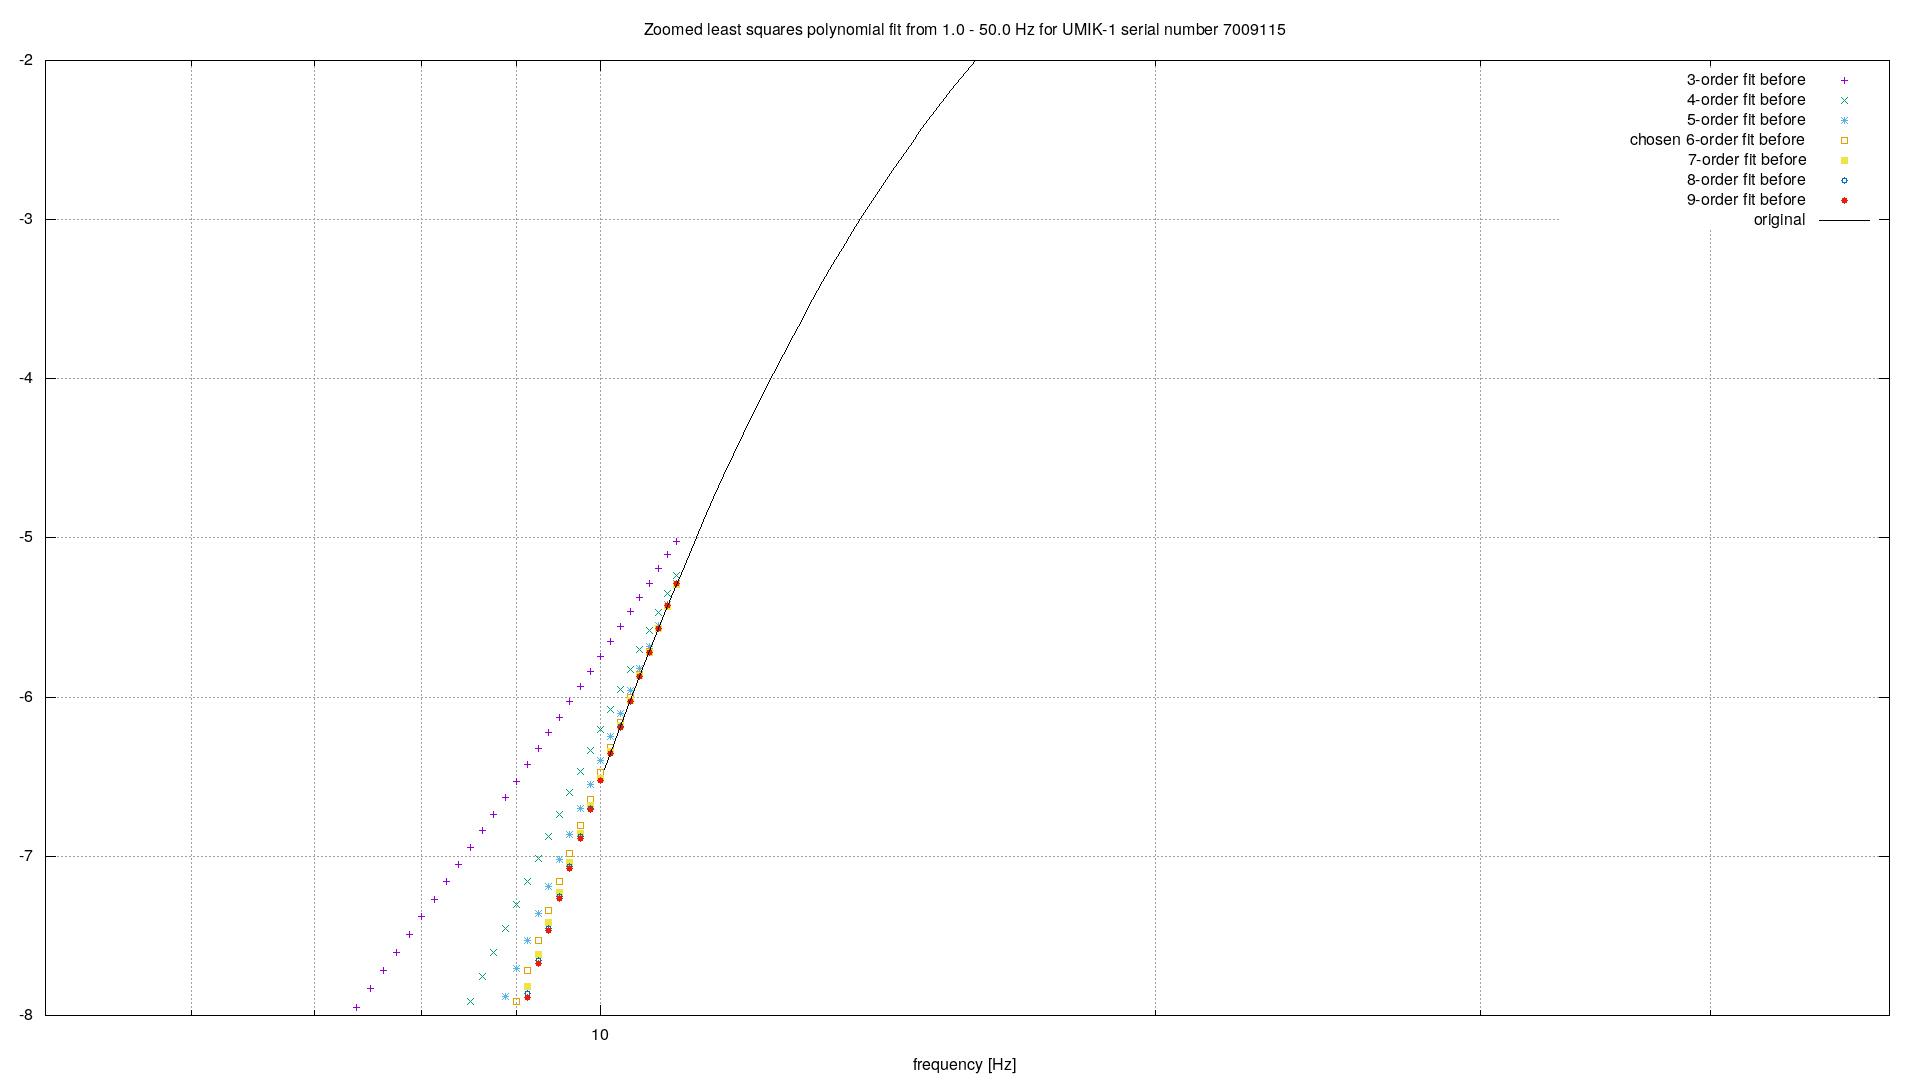 Zoomed least squares polynomial fit from 1.0 - 50.0 Hz for UMIK-1 serial number 7009115
-2
-3
-4
-5
-6
-7
-8
3-order fit before
4-order fit before
5-order fit before
chosen 6-order fit before
7-order fit before
8-order fit before
9-order fit before
original
10
frequency [Hz]